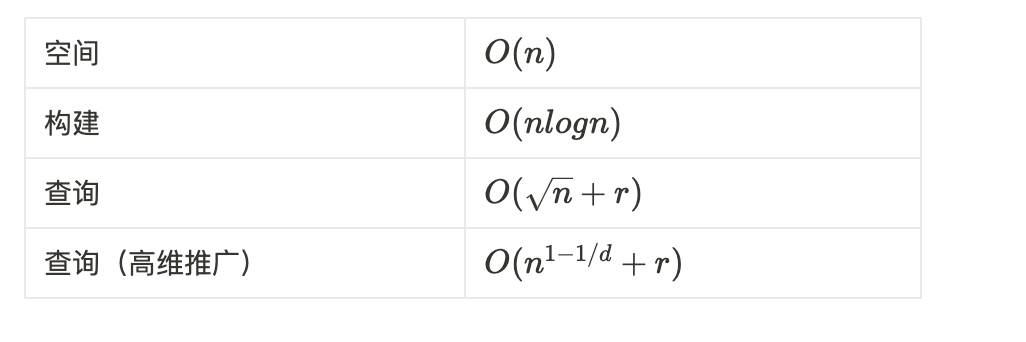 空间 O(n)
构建 O(nlogn)
查询 O(√n + r)
查询（高维推广） O(n^{1−1/d} + r)